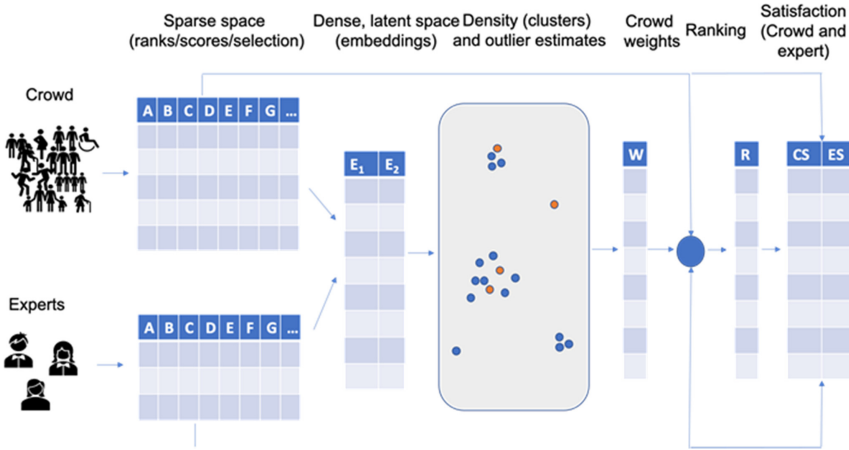 Sparse space
(ranks/scores/selection)
Dense, latent space
(embeddings)
Density (clusters)
and outlier estimates
Crowd
weights
Ranking
Satisfaction
(Crowd and
expert)
Crowd
A B C D E F G ...
E1 E2
W
R
CS ES
Experts
A B C D E F G ...